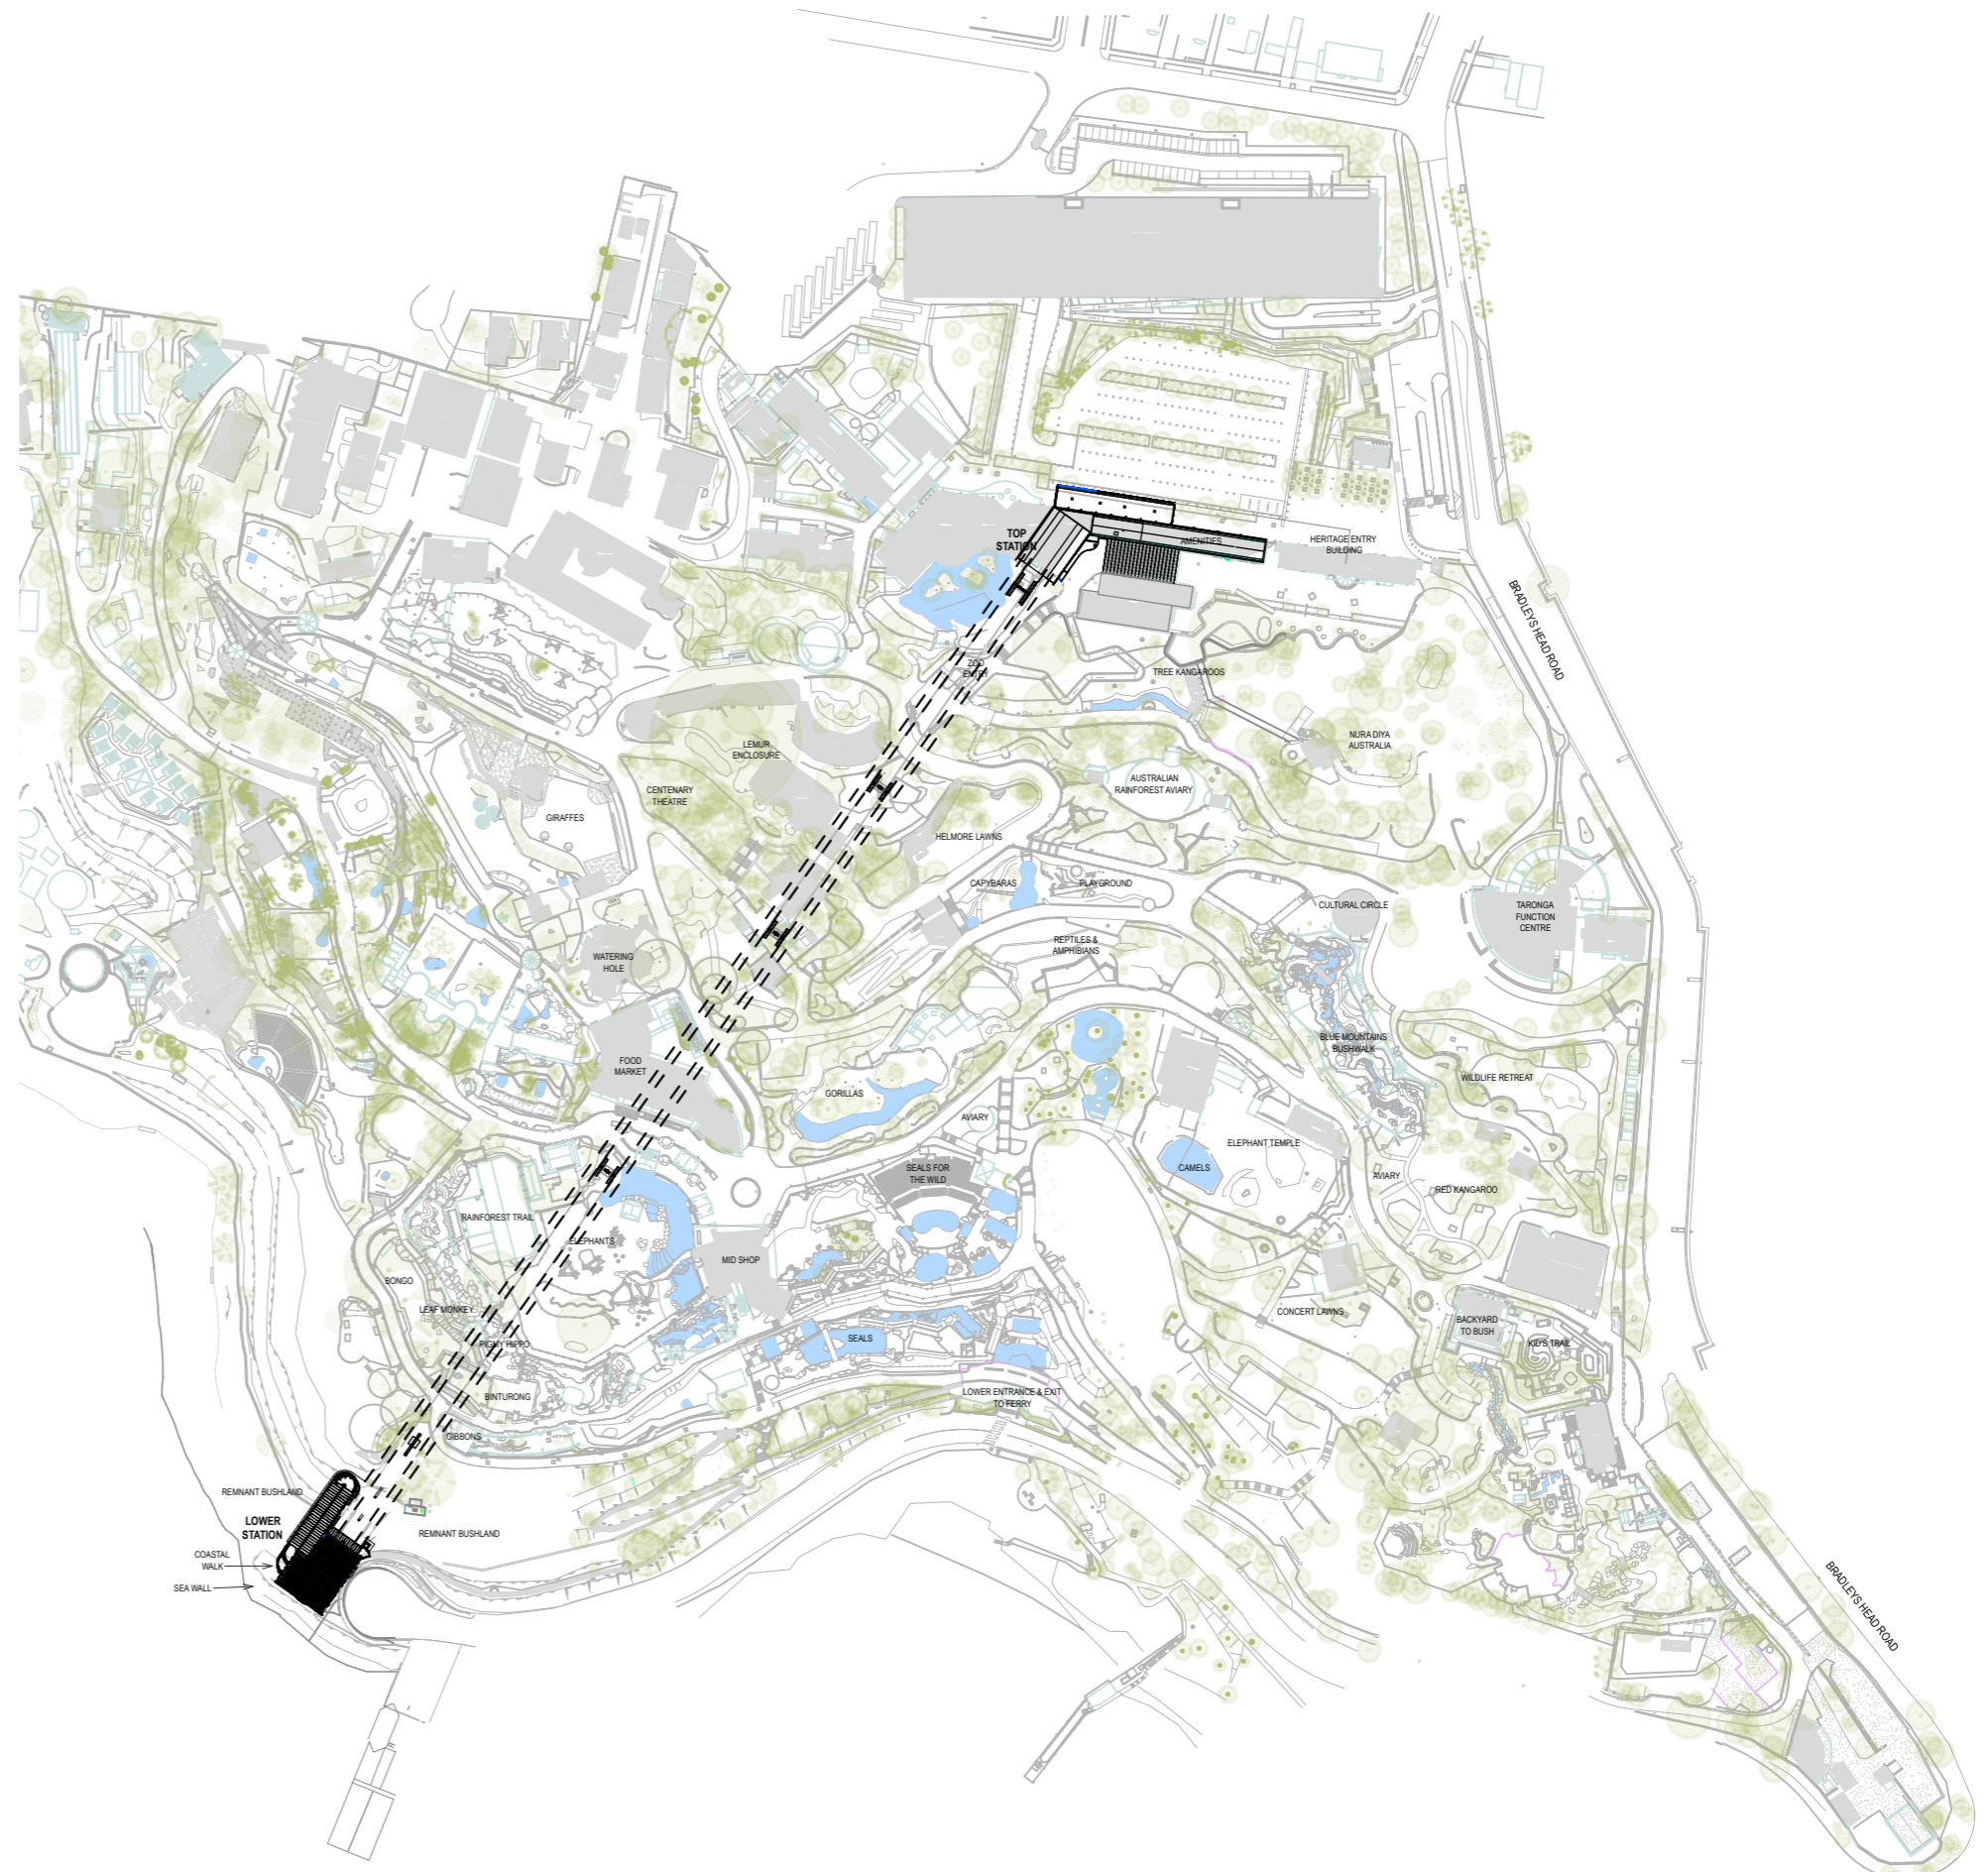 TOP
STATION
AMENITIES
HERITAGE ENTRY
BUILDING
BRADLEYS HEAD ROAD
ZOO
ENTRY
TREE KANGAROOS
NURA DIYA
AUSTRALIA
LEMUR
ENCLOSURE
CENTENARY
THEATRE
AUSTRALIAN
RAINFOREST AVIARY
GIRAFFES
HELMORE LAWNS
CAPYBARAS
PLAYGROUND
CULTURAL CIRCLE
TARONGA
FUNCTION
CENTRE
REPTILES &
AMPHIBIANS
WATERING
HOLE
BLUE MOUNTAINS
BUSHWALK
FOOD
MARKET
WILDLIFE RETREAT
GORILLAS
AVIARY
ELEPHANT TEMPLE
SEALS FOR
THE WILD
CAMELS
AVIARY
RED KANGAROO
RAINFOREST TRAIL
ELEPHANTS
MID SHOP
BONGO
LEAF MONKEY
CONCERT LAWNS
BACKYARD
TO BUSH
PIGMY HIPPO
SEALS
KID'S TRAIL
BINTURONG
LOWER ENTRANCE & EXIT
TO FERRY
GIBBONS
REMNANT BUSHLAND
LOWER
STATION
REMNANT BUSHLAND
COASTAL
WALK
SEA WALL
BRADLEYS HEAD ROAD